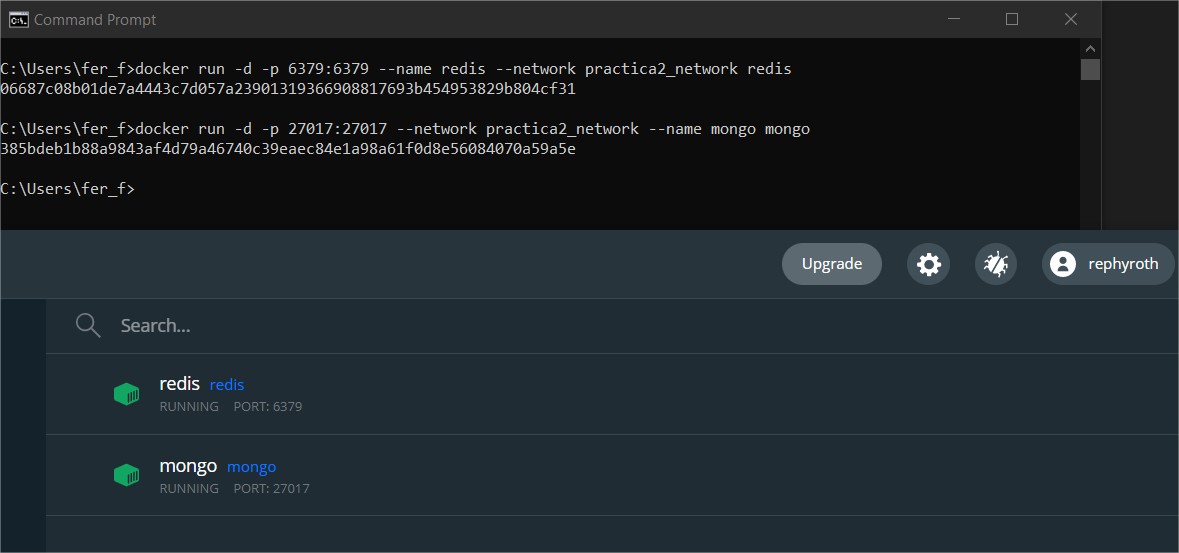 Command Prompt
C:\Users\fer_f>docker run -d -p 6379:6379 --name redis --network practica2_network redis
06687c08b01de7a4443c7d057a23901319366908817693b454953829b804cf31
C:\Users\fer_f>docker run -d -p 27017:27017 --network practica2_network --name mongo mongo
385bdeb1b88a9843af4d79a46740c39eaec84e1a98a61f0d8e56084070a59a5e
C:\Users\fer_f>
Upgrade
rephyroth
Search...
redis redis
RUNNING PORT: 6379
mongo mongo
RUNNING PORT: 27017